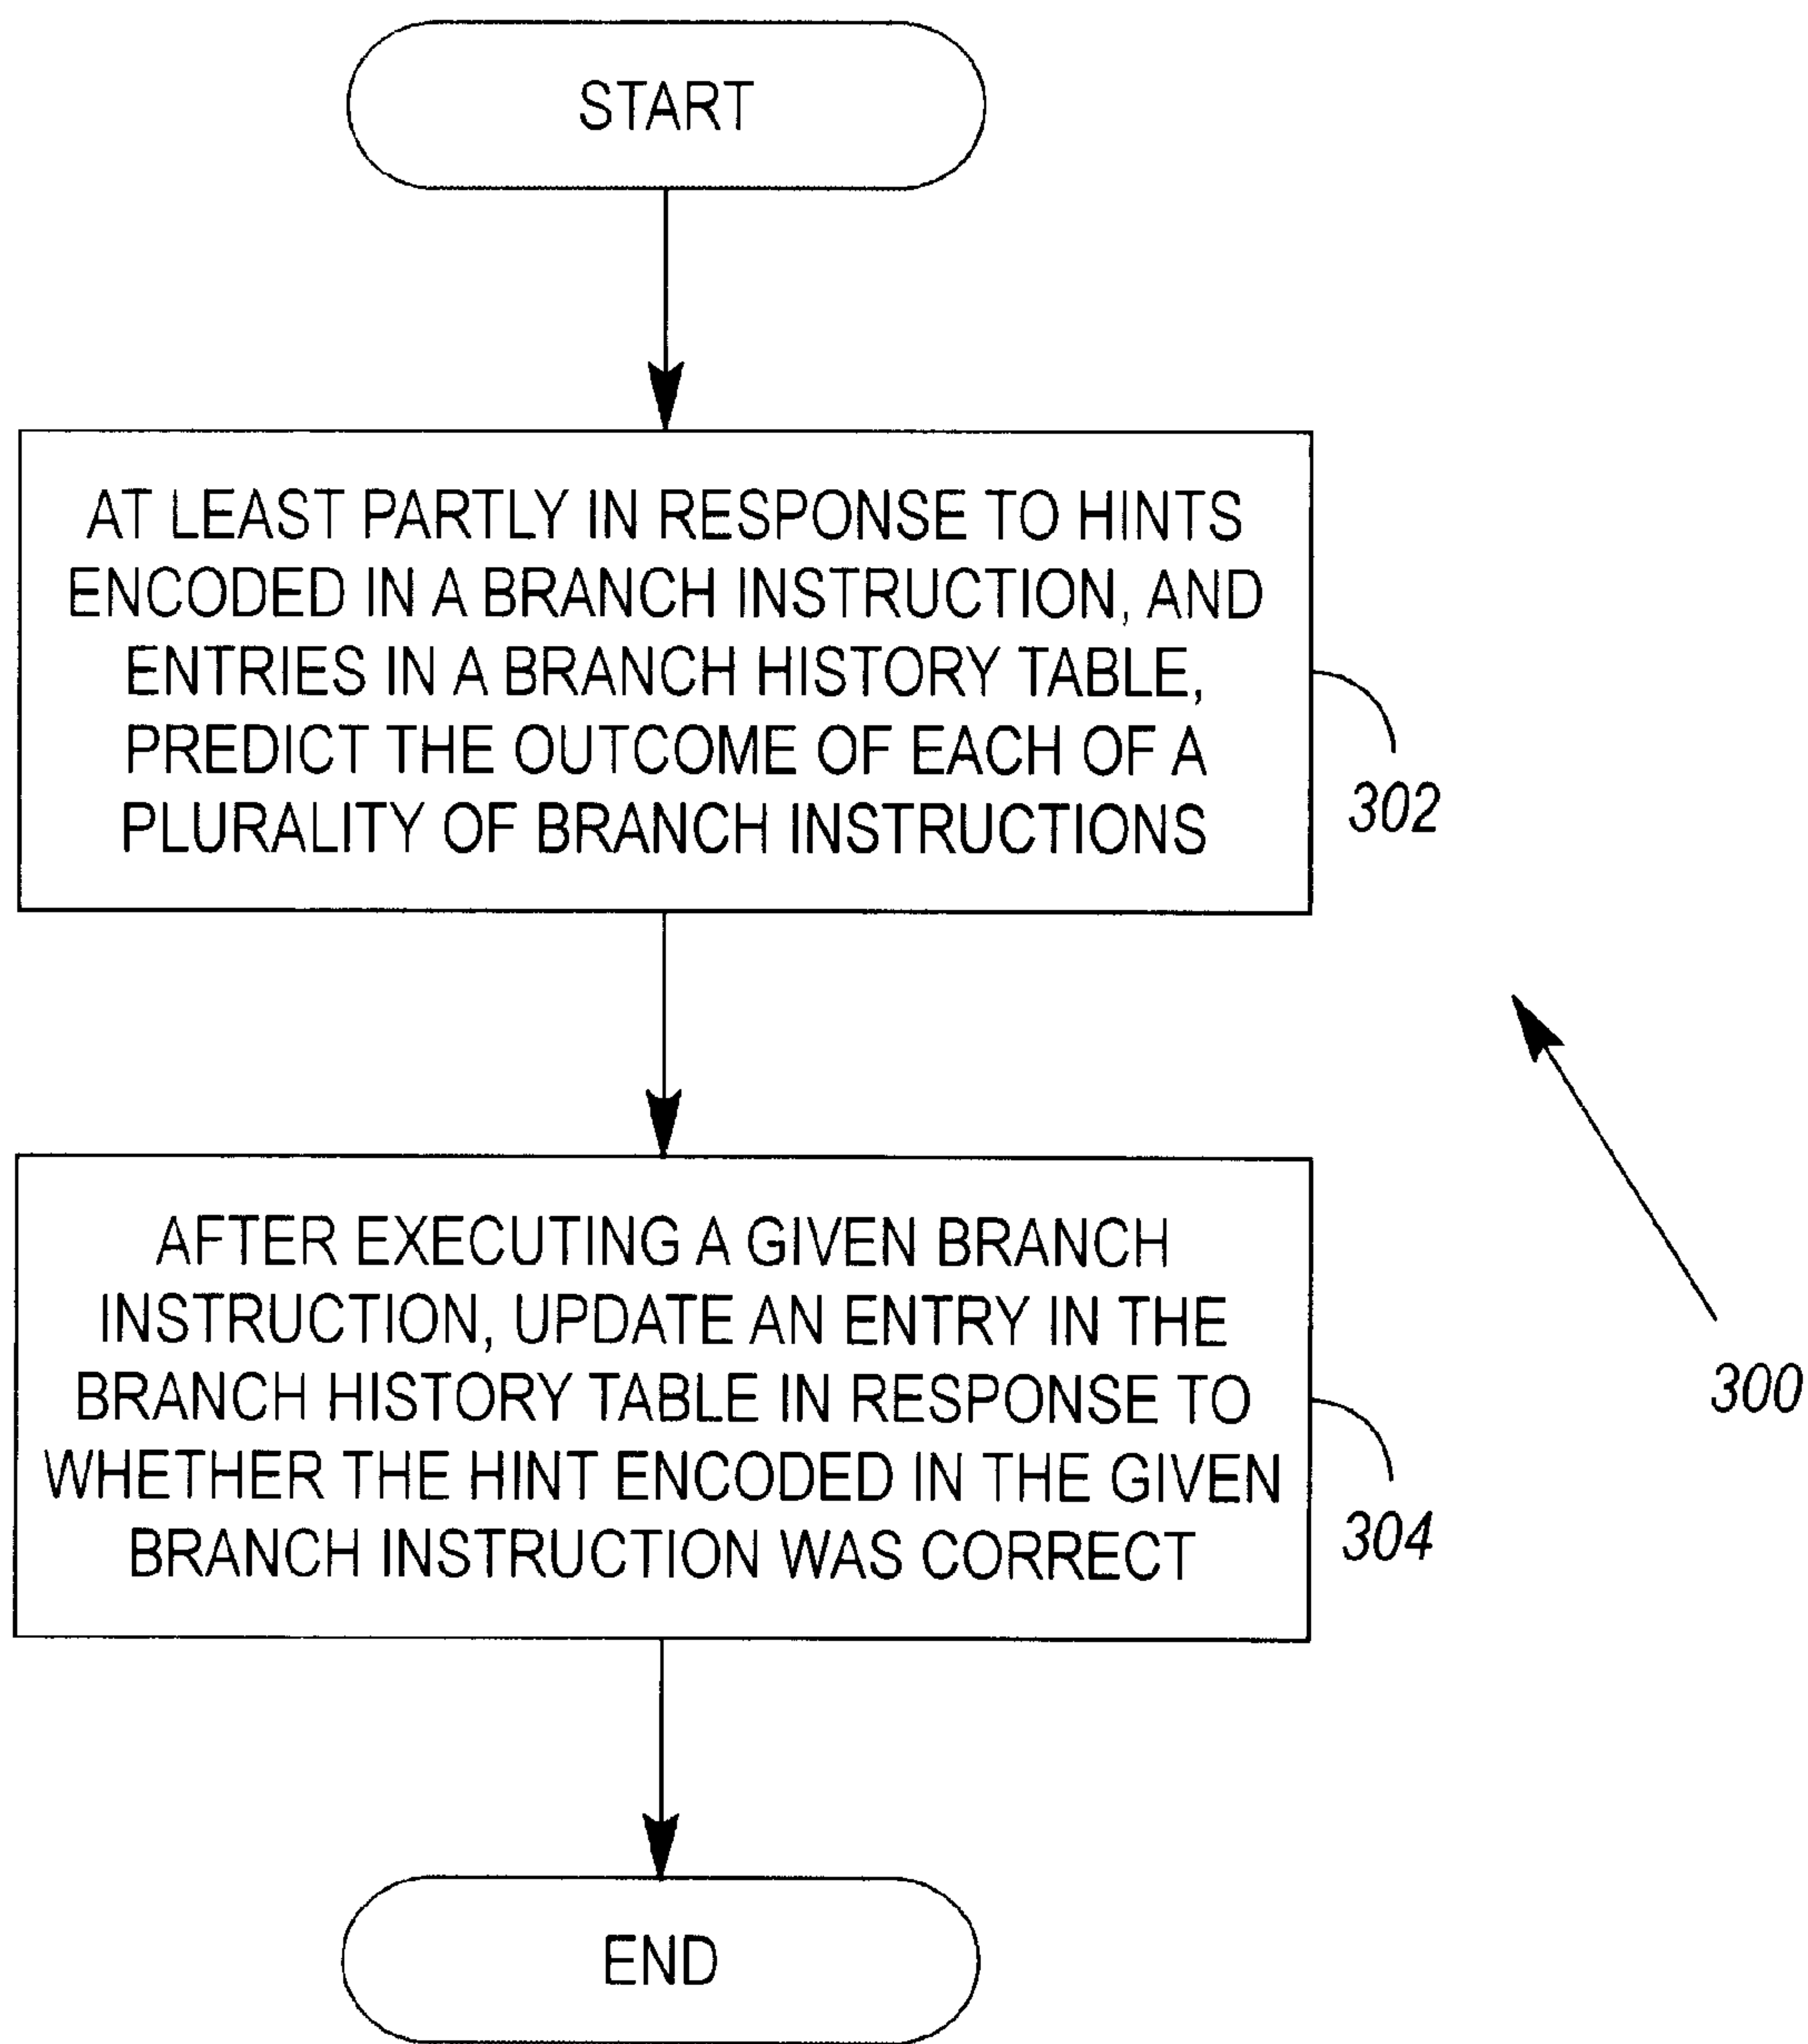 START
AT LEAST PARTLY IN RESPONSE TO HINTS
ENCODED IN A BRANCH INSTRUCTION, AND
ENTRIES IN A BRANCH HISTORY TABLE,
PREDICT THE OUTCOME OF EACH OF A
PLURALITY OF BRANCH INSTRUCTIONS
302
AFTER EXECUTING A GIVEN BRANCH
INSTRUCTION, UPDATE AN ENTRY IN THE
BRANCH HISTORY TABLE IN RESPONSE TO
WHETHER THE HINT ENCODED IN THE GIVEN
BRANCH INSTRUCTION WAS CORRECT
300
304
END